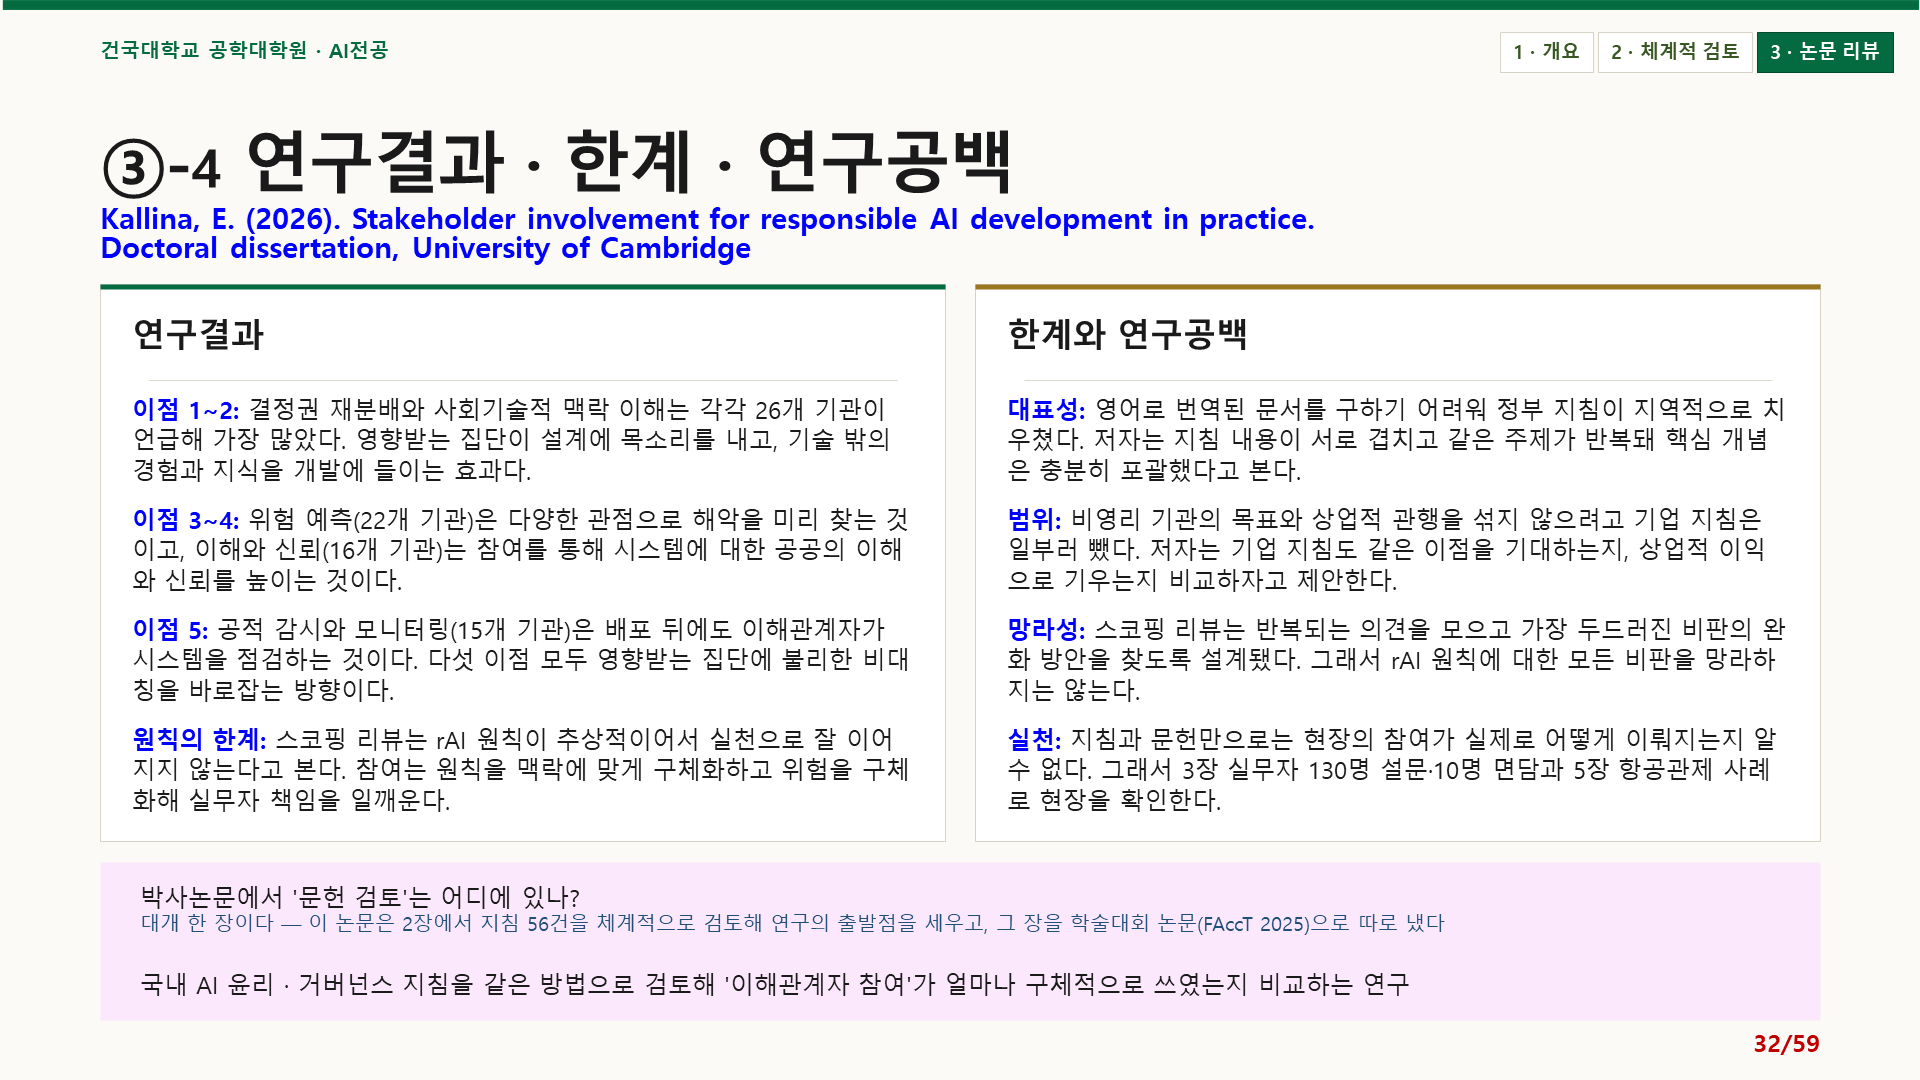 건국대학교 공학대학원 · AI전공
1 · 개요
2 · 체계적 검토
3 · 논문 리뷰
③-4 연구결과 · 한계 · 연구공백
Kallina, E. (2026). Stakeholder involvement for responsible AI development in practice.
Doctoral dissertation, University of Cambridge
연구결과
이점 1~2: 결정권 재분배와 사회기술적 맥락 이해는 각각 26개 기관이
언급해 가장 많았다. 영향받는 집단이 설계에 목소리를 내고, 기술 밖의
경험과 지식을 개발에 들이는 효과다.
이점 3~4: 위험 예측(22개 기관)은 다양한 관점으로 해악을 미리 찾는 것
이고, 이해와 신뢰(16개 기관)는 참여를 통해 시스템에 대한 공공의 이해
와 신뢰를 높이는 것이다.
이점 5: 공적 감시와 모니터링(15개 기관)은 배포 뒤에도 이해관계자가
시스템을 점검하는 것이다. 다섯 이점 모두 영향받는 집단에 불리한 비대
칭을 바로잡는 방향이다.
원칙의 한계: 스코핑 리뷰는 rAI 원칙이 추상적이어서 실천으로 잘 이어
지지 않는다고 본다. 참여는 원칙을 맥락에 맞게 구체화하고 위험을 구체
화해 실무자 책임을 일깨운다.
한계와 연구공백
대표성: 영어로 번역된 문서를 구하기 어려워 정부 지침이 지역적으로 치
우쳤다. 저자는 지침 내용이 서로 겹치고 같은 주제가 반복돼 핵심 개념
은 충분히 포괄했다고 본다.
범위: 비영리 기관의 목표와 상업적 관행을 섞지 않으려고 기업 지침은
일부러 뺐다. 저자는 기업 지침도 같은 이점을 기대하는지, 상업적 이익
으로 기우는지 비교하자고 제안한다.
망라성: 스코핑 리뷰는 반복되는 의견을 모으고 가장 두드러진 비판의 완
화 방안을 찾도록 설계됐다. 그래서 rAI 원칙에 대한 모든 비판을 망라하
지는 않는다.
실천: 지침과 문헌만으로는 현장의 참여가 실제로 어떻게 이뤄지는지 알
수 없다. 그래서 3장 실무자 130명 설문·10명 면담과 5장 항공관제 사례
로 현장을 확인한다.
박사논문에서 '문헌 검토'는 어디에 있나?
대개 한 장이다 — 이 논문은 2장에서 지침 56건을 체계적으로 검토해 연구의 출발점을 세우고, 그 장을 학술대회 논문(FAccT 2025)으로 따로 냈다
국내 AI 윤리 · 거버넌스 지침을 같은 방법으로 검토해 '이해관계자 참여'가 얼마나 구체적으로 쓰였는지 비교하는 연구
32/59